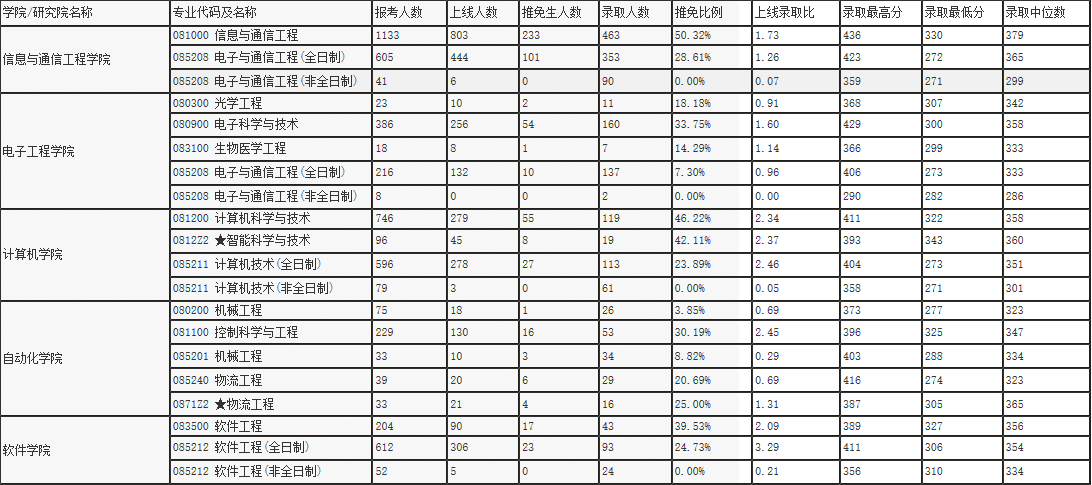 学院/研究院名称 专业代码及名称 报考人数 上线人数 推免生人数 录取人数 推免比例 上线录取比 录取最高分 录取最低分 录取中位数
信息与通信工程学院 081000 信息与通信工程 1133 803 233 463 50.32% 1.73 436 330 379
085208 电子与通信工程(全日制) 605 444 101 353 28.61% 1.26 423 272 365
085208 电子与通信工程(非全日制) 41 6 0 90 0.00% 0.07 359 271 299
电子工程学院 080300 光学工程 23 10 2 11 18.18% 0.91 368 307 342
080900 电子科学与技术 386 256 54 160 33.75% 1.60 429 300 358
083100 生物医学工程 18 8 1 7 14.29% 1.14 366 299 333
085208 电子与通信工程(全日制) 216 132 10 137 7.30% 0.96 406 273 333
085208 电子与通信工程(非全日制) 8 0 0 2 0.00% 0.00 290 282 286
计算机学院 081200 计算机科学与技术 746 279 55 119 46.22% 2.34 411 322 358
0812Z2 ★智能科学与技术 96 45 8 19 42.11% 2.37 393 343 360
085211 计算机技术(全日制) 596 278 27 113 23.89% 2.46 404 273 351
085211 计算机技术(非全日制) 79 3 0 61 0.00% 0.05 358 271 301
自动化学院 080200 机械工程 75 18 1 26 3.85% 0.69 373 277 323
081100 控制科学与工程 229 130 16 53 30.19% 2.45 396 325 347
085201 机械工程 33 10 3 34 8.82% 0.29 403 288 334
085240 物流工程 39 20 6 29 20.69% 0.69 416 274 323
0871Z2 ★物流工程 33 21 4 16 25.00% 1.31 387 305 365
软件学院 083500 软件工程 204 90 17 43 39.53% 2.09 389 327 356
085212 软件工程(全日制) 612 306 23 93 24.73% 3.29 411 306 354
085212 软件工程(非全日制) 52 5 0 24 0.00% 0.21 356 310 334